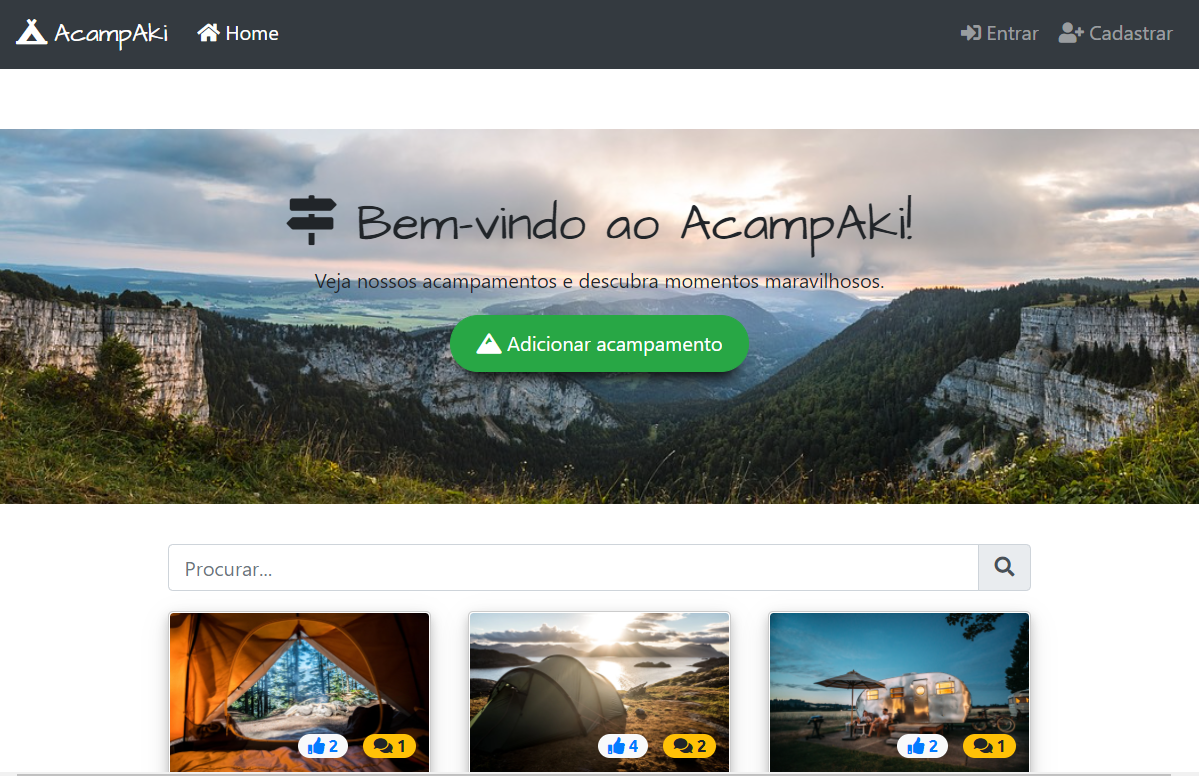 AcampAki Home Entrar Cadastrar
Bem-vindo ao AcampAki!
Veja nossos acampamentos e descubra momentos maravilhosos.
Adicionar acampamento
Procurar...
2 1
4 2
2 1